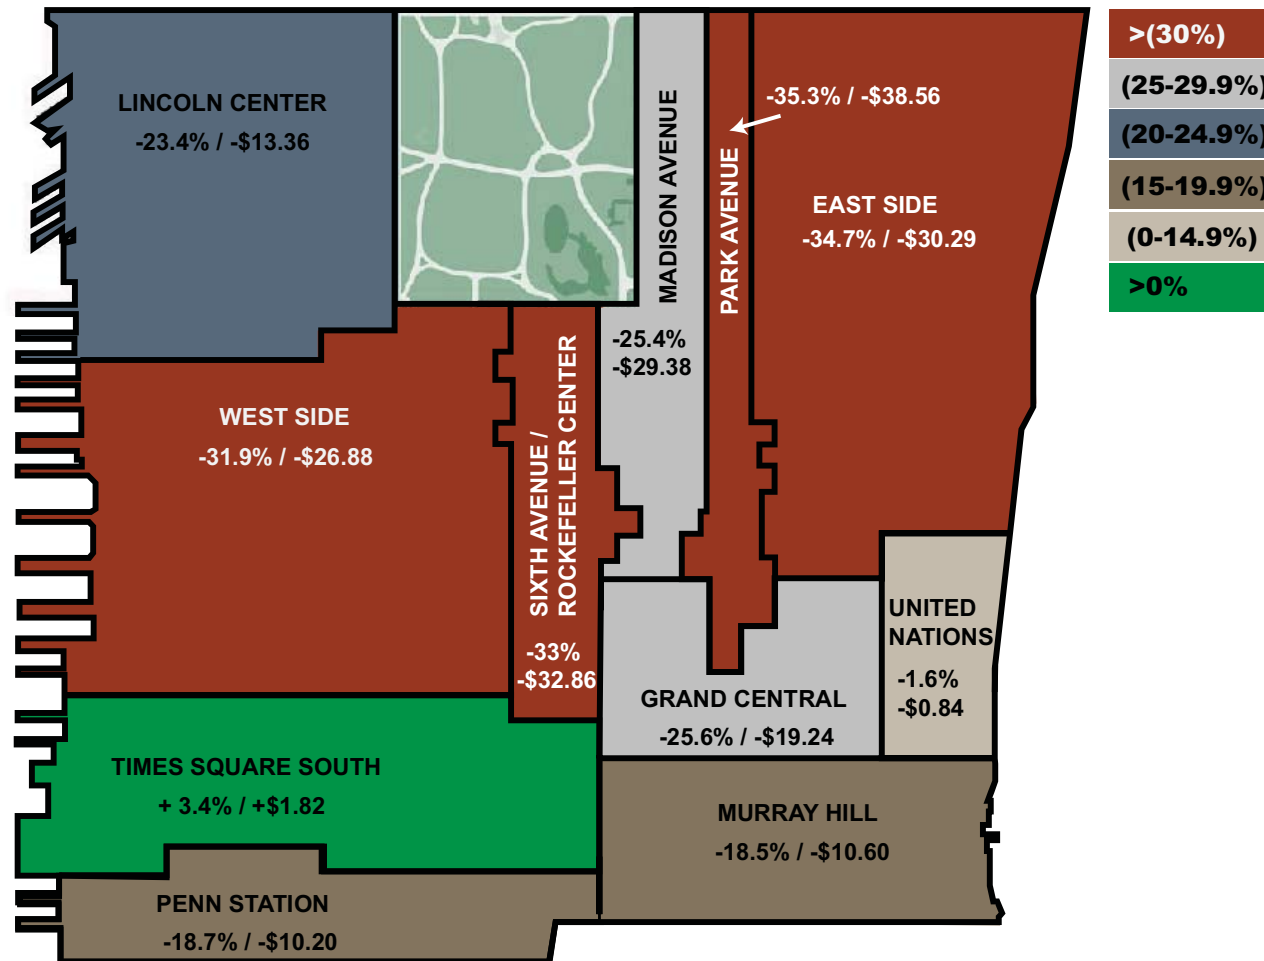 LINCOLN CENTER
-23.4% / -$13.36
MADISON AVENUE
-25.4%
-$29.38
-35.3% / -$38.56
PARK AVENUE
EAST SIDE
-34.7% / -$30.29
>(30%)
(25-29.9%)
(20-24.9%)
(15-19.9%)
(0-14.9%)
>0%
WEST SIDE
-31.9% / -$26.88
SIXTH AVENUE /
ROCKEFELLER CENTER
-33%
-$32.86
UNITED
NATIONS
-1.6%
-$0.84
GRAND CENTRAL
-25.6% / -$19.24
TIMES SQUARE SOUTH
+ 3.4% / +$1.82
MURRAY HILL
-18.5% / -$10.60
PENN STATION
-18.7% / -$10.20